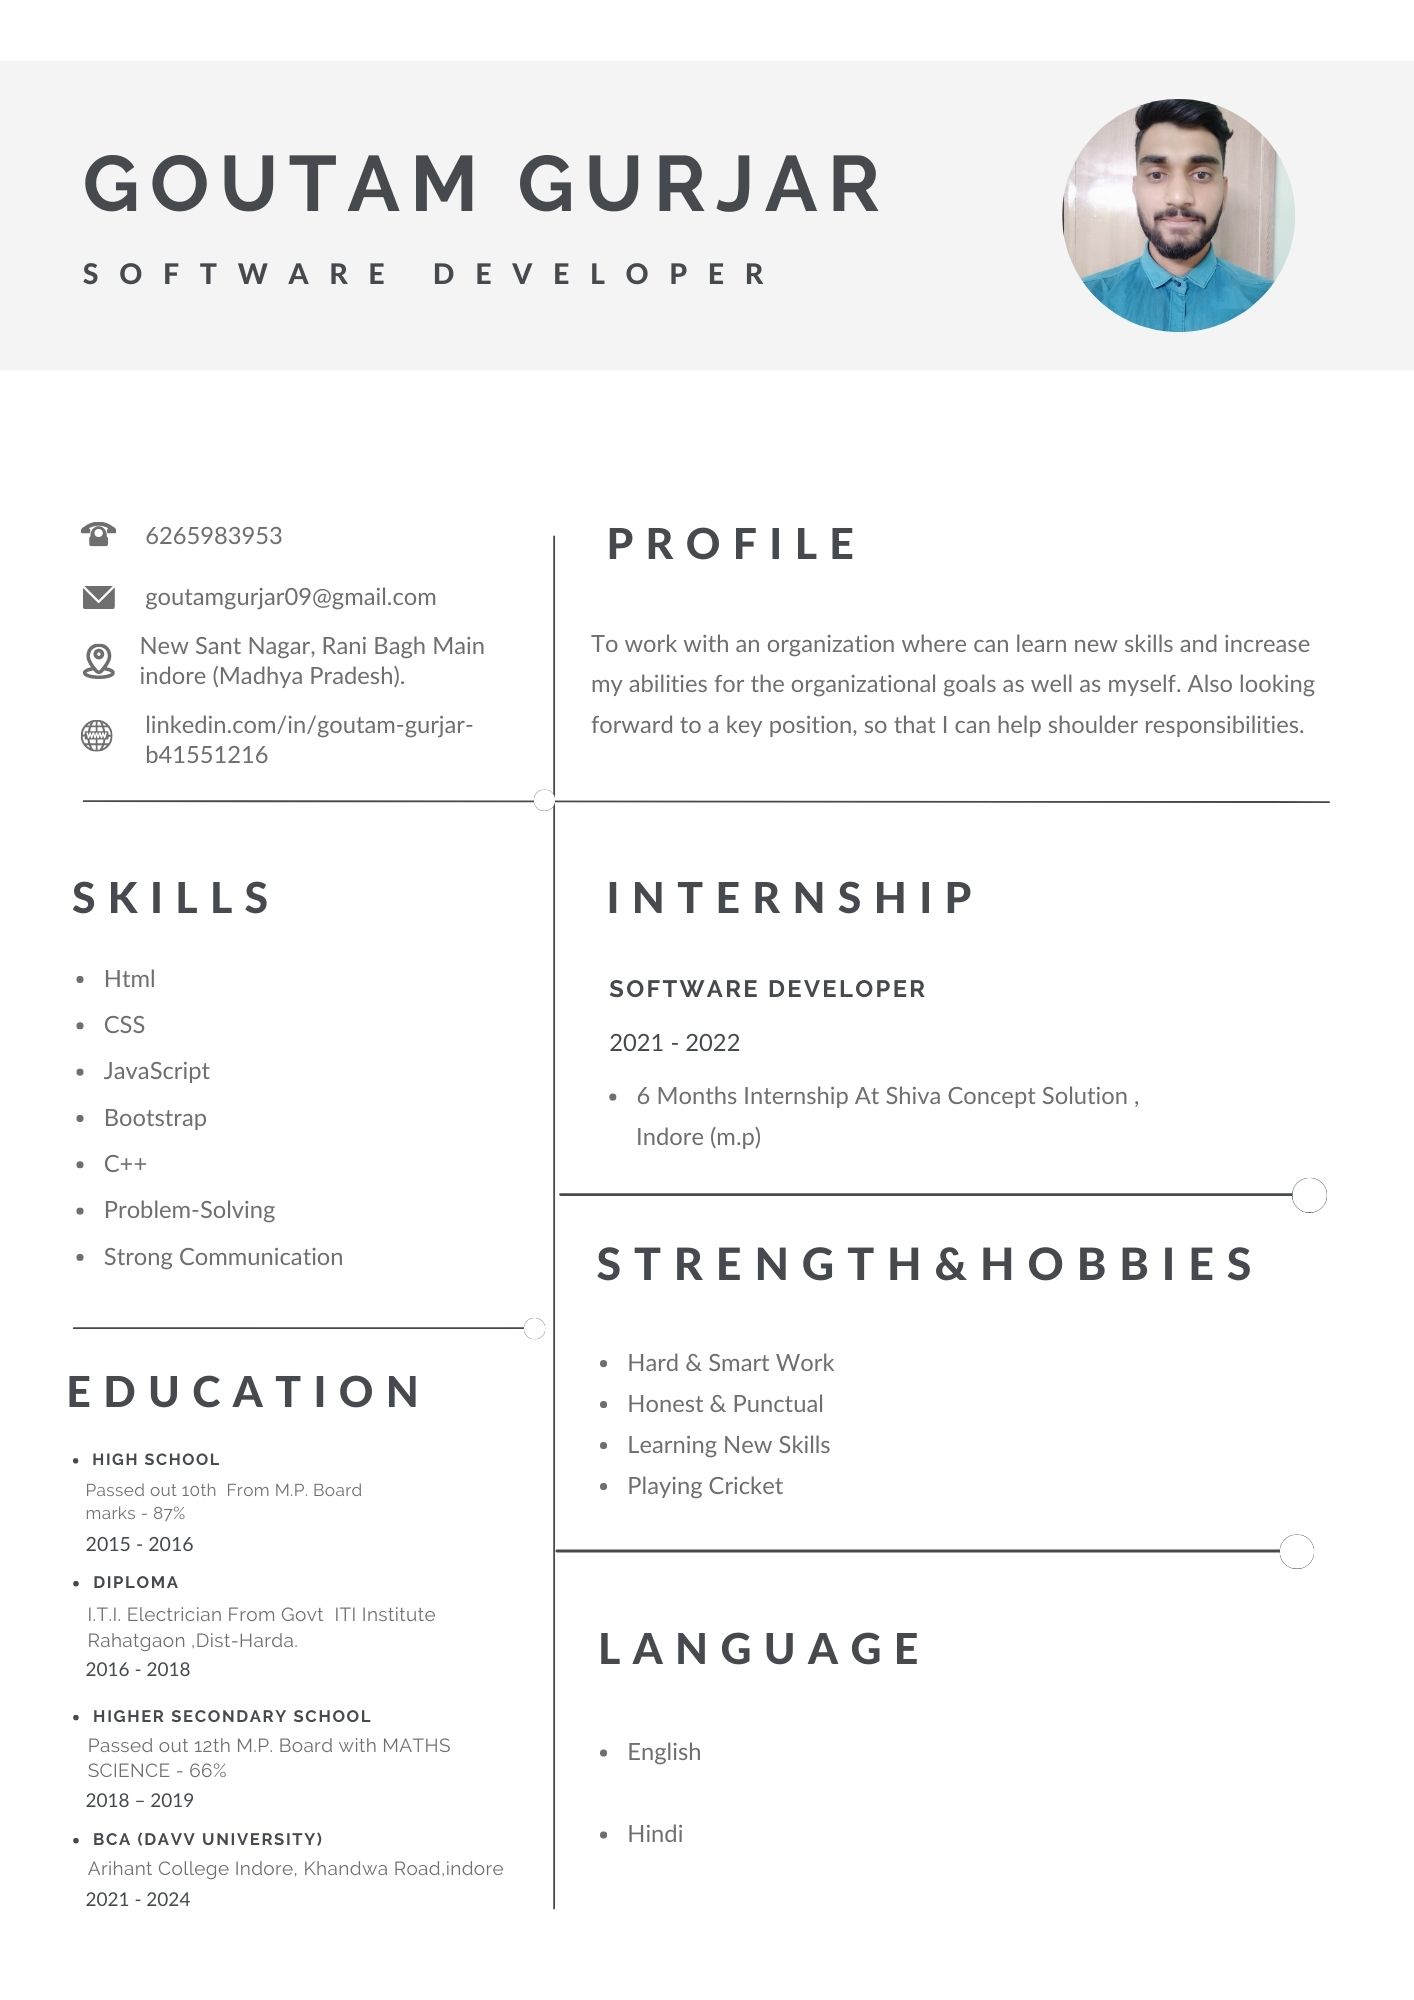 GOUTAM GURJAR
SOFTWARE DEVELOPER
6265983953
goutamgurjar09@gmail.com
New Sant Nagar, Rani Bagh Main
indore (Madhya Pradesh).
linkedin.com/in/goutam-gurjar-
b41551216
PROFILE
To work with an organization where can learn new skills and increase
my abilities for the organizational goals as well as myself. Also looking
forward to a key position, so that I can help shoulder responsibilities.
SKILLS
• Html
• CSS
• JavaScript
• Bootstrap
• C++
• Problem-Solving
• Strong Communication
EDUCATION
• HIGH SCHOOL
Passed out 10th From M.P. Board
marks - 87%
2015 - 2016
• DIPLOMA
I.T.I. Electrician From Govt ITI Institute
Rahatgaon ,Dist-Harda.
2016 - 2018
• HIGHER SECONDARY SCHOOL
Passed out 12th M.P. Board with MATHS
SCIENCE - 66%
2018 – 2019
• BCA (DAVV UNIVERSITY)
Arihant College Indore, Khandwa Road,indore
2021 - 2024
INTERNSHIP
SOFTWARE DEVELOPER
2021 - 2022
• 6 Months Internship At Shiva Concept Solution ,
Indore (m.p)
STRENGTH&HOBBIES
• Hard & Smart Work
• Honest & Punctual
• Learning New Skills
• Playing Cricket
LANGUAGE
• English
• Hindi